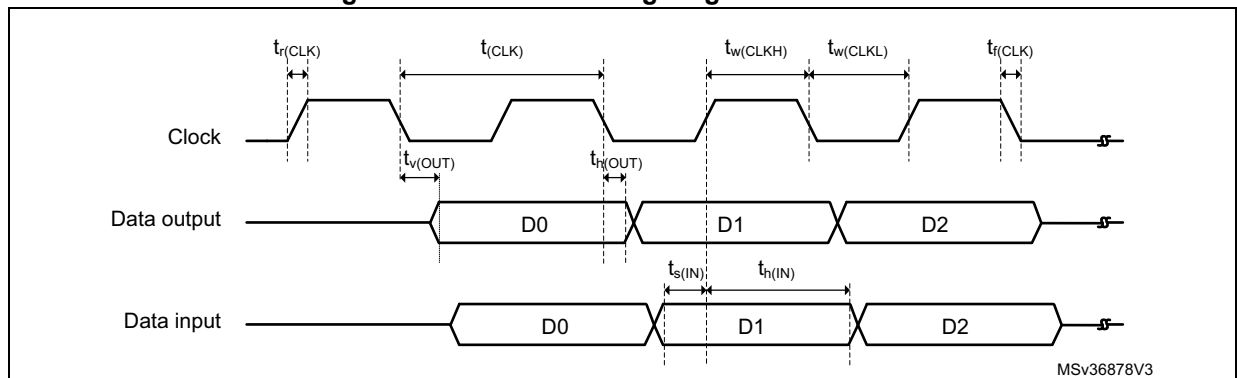 tr(CLK) t(CLK) tw(CLKH) tw(CLKL) tf(CLK)
Clock
tv(OUT) th(OUT)
Data output D0 D1 D2
ts(IN) th(IN)
Data input D0 D1 D2
MSv36878V3